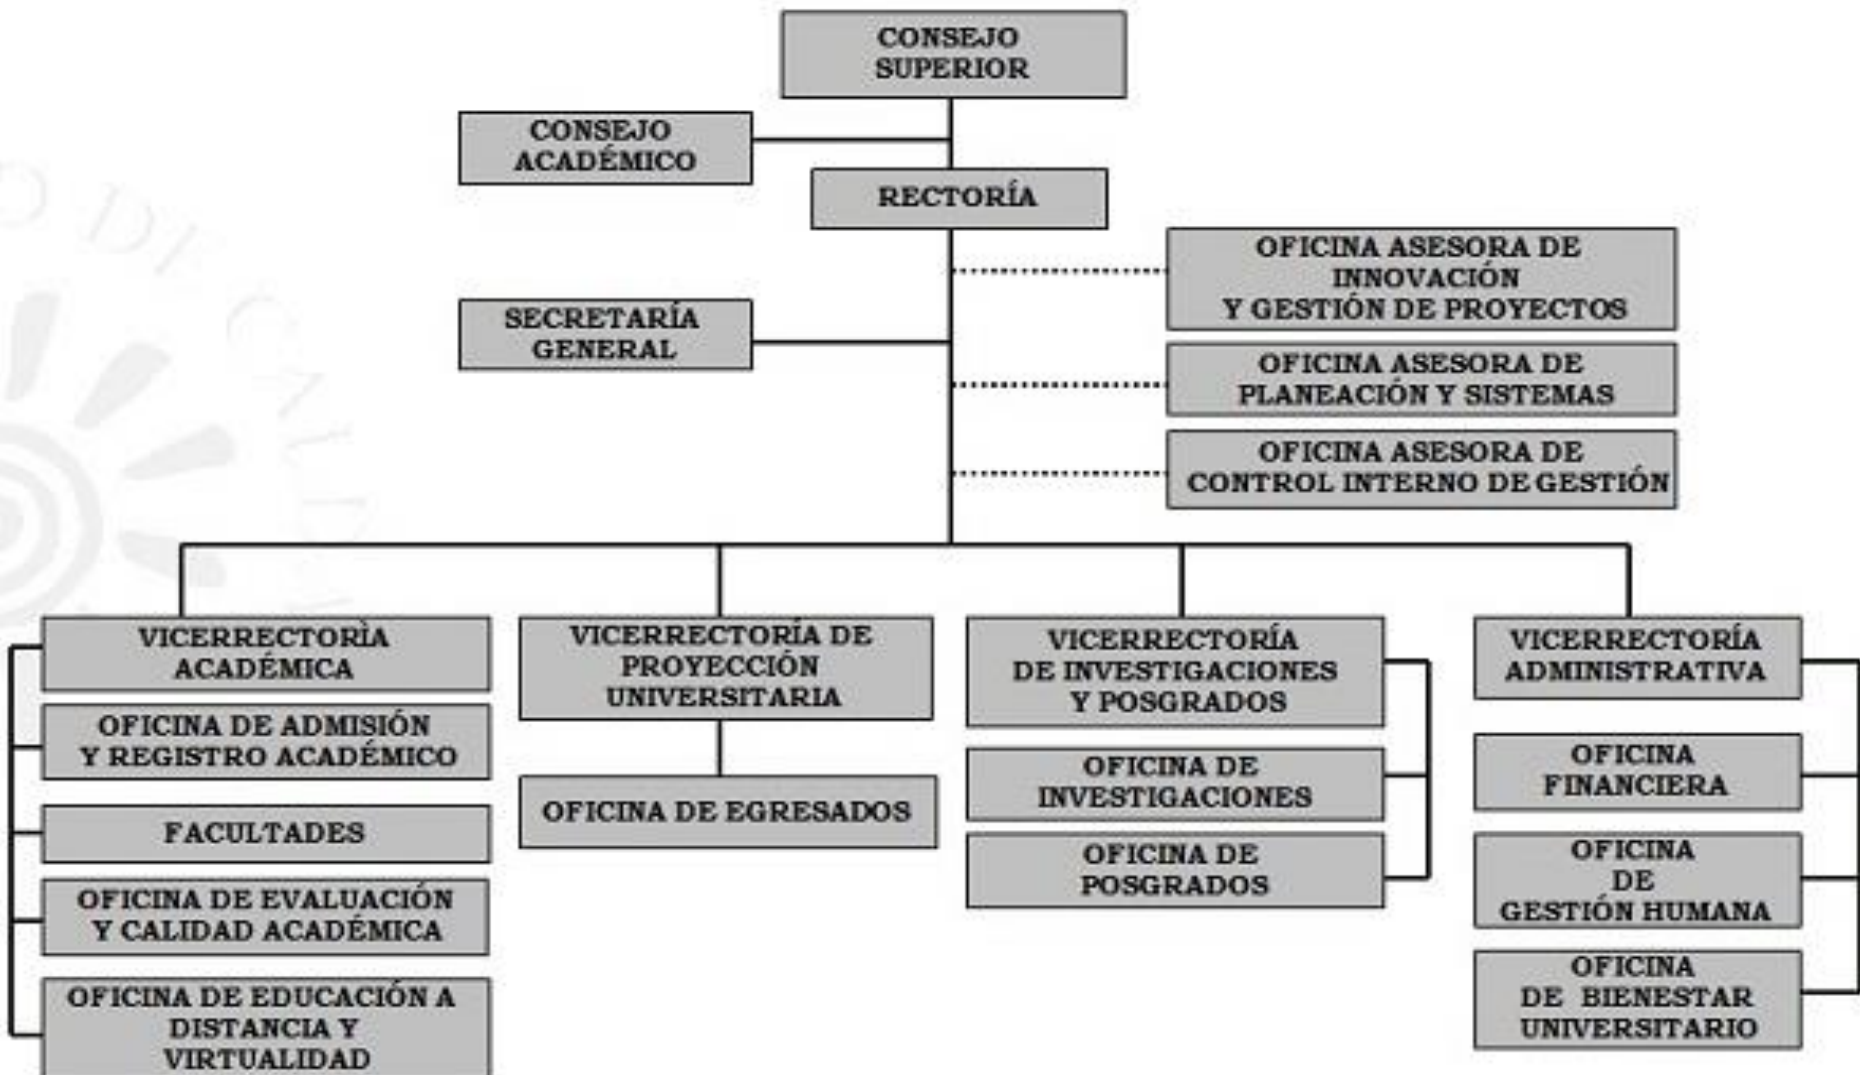 CONSEJO
SUPERIOR
CONSEJO
ACADÉMICO
RECTORÍA
OFICINA ASESORA DE
INNOVACIÓN
Y GESTIÓN DE PROYECTOS
SECRETARÍA
GENERAL
OFICINA ASESORA DE
PLANEACIÓN Y SISTEMAS
OFICINA ASESORA DE
CONTROL INTERNO DE GESTIÓN
VICERRECTORÌA
ACADÉMICA
OFICINA DE ADMISIÓN
Y REGISTRO ACADÉMICO
FACULTADES
OFICINA DE EVALUACIÓN
Y CALIDAD ACADÉMICA
OFICINA DE EDUCACIÓN A
DISTANCIA Y
VIRTUALIDAD
VICERRECTORÍA DE
PROYECCIÓN
UNIVERSITARIA
OFICINA DE EGRESADOS
VICERRECTORÍA
DE INVESTIGACIONES
Y POSGRADOS
OFICINA DE
INVESTIGACIONES
OFICINA DE
POSGRADOS
VICERRECTORÍA
ADMINISTRATIVA
OFICINA
FINANCIERA
OFICINA
DE
GESTIÓN HUMANA
OFICINA
DE BIENESTAR
UNIVERSITARIO